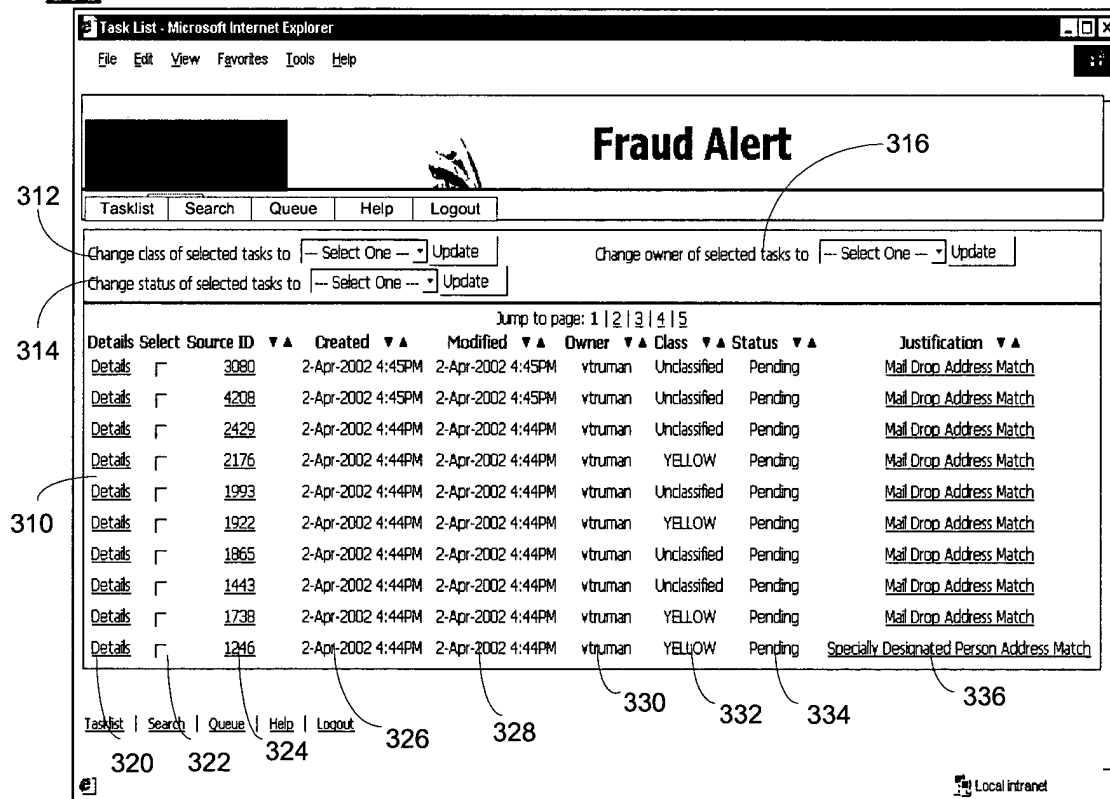 Task List - Microsoft Internet Explorer
File Edit View Favorites Tools Help
Fraud Alert
316
312
Tasklist Search Queue Help Logout
Change class of selected tasks to --- Select One --- Update Change owner of selected tasks to --- Select One --- Update
Change status of selected tasks to --- Select One --- Update
314
Jump to page: 1 | 2 | 3 | 4 | 5
Details Select Source ID ▼ ▲ Created ▼ ▲ Modified ▼ ▲ Owner ▼ ▲ Class ▼ ▲ Status ▼ ▲ Justification ▼ ▲
Details 3080 2-Apr-2002 4:45PM 2-Apr-2002 4:45PM vtruman Unclassified Pending Mail Drop Address Match
Details 4208 2-Apr-2002 4:45PM 2-Apr-2002 4:45PM vtruman Unclassified Pending Mail Drop Address Match
Details 2429 2-Apr-2002 4:44PM 2-Apr-2002 4:44PM vtruman Unclassified Pending Mail Drop Address Match
Details 2176 2-Apr-2002 4:44PM 2-Apr-2002 4:44PM vtruman YELLOW Pending Mail Drop Address Match
Details 1993 2-Apr-2002 4:44PM 2-Apr-2002 4:44PM vtruman Unclassified Pending Mail Drop Address Match
310
Details 1922 2-Apr-2002 4:44PM 2-Apr-2002 4:44PM vtruman YELLOW Pending Mail Drop Address Match
Details 1865 2-Apr-2002 4:44PM 2-Apr-2002 4:44PM vtruman Unclassified Pending Mail Drop Address Match
Details 1443 2-Apr-2002 4:44PM 2-Apr-2002 4:44PM vtruman Unclassified Pending Mail Drop Address Match
Details 1738 2-Apr-2002 4:44PM 2-Apr-2002 4:44PM vtruman YELLOW Pending Mail Drop Address Match
Details 1246 2-Apr-2002 4:44PM 2-Apr-2002 4:44PM vtruman YELLOW Pending Specially Designated Person Address Match
330 332 334 336
Tasklist | Search | Queue | Help | Logout
320 322 324 326 328
Local intranet